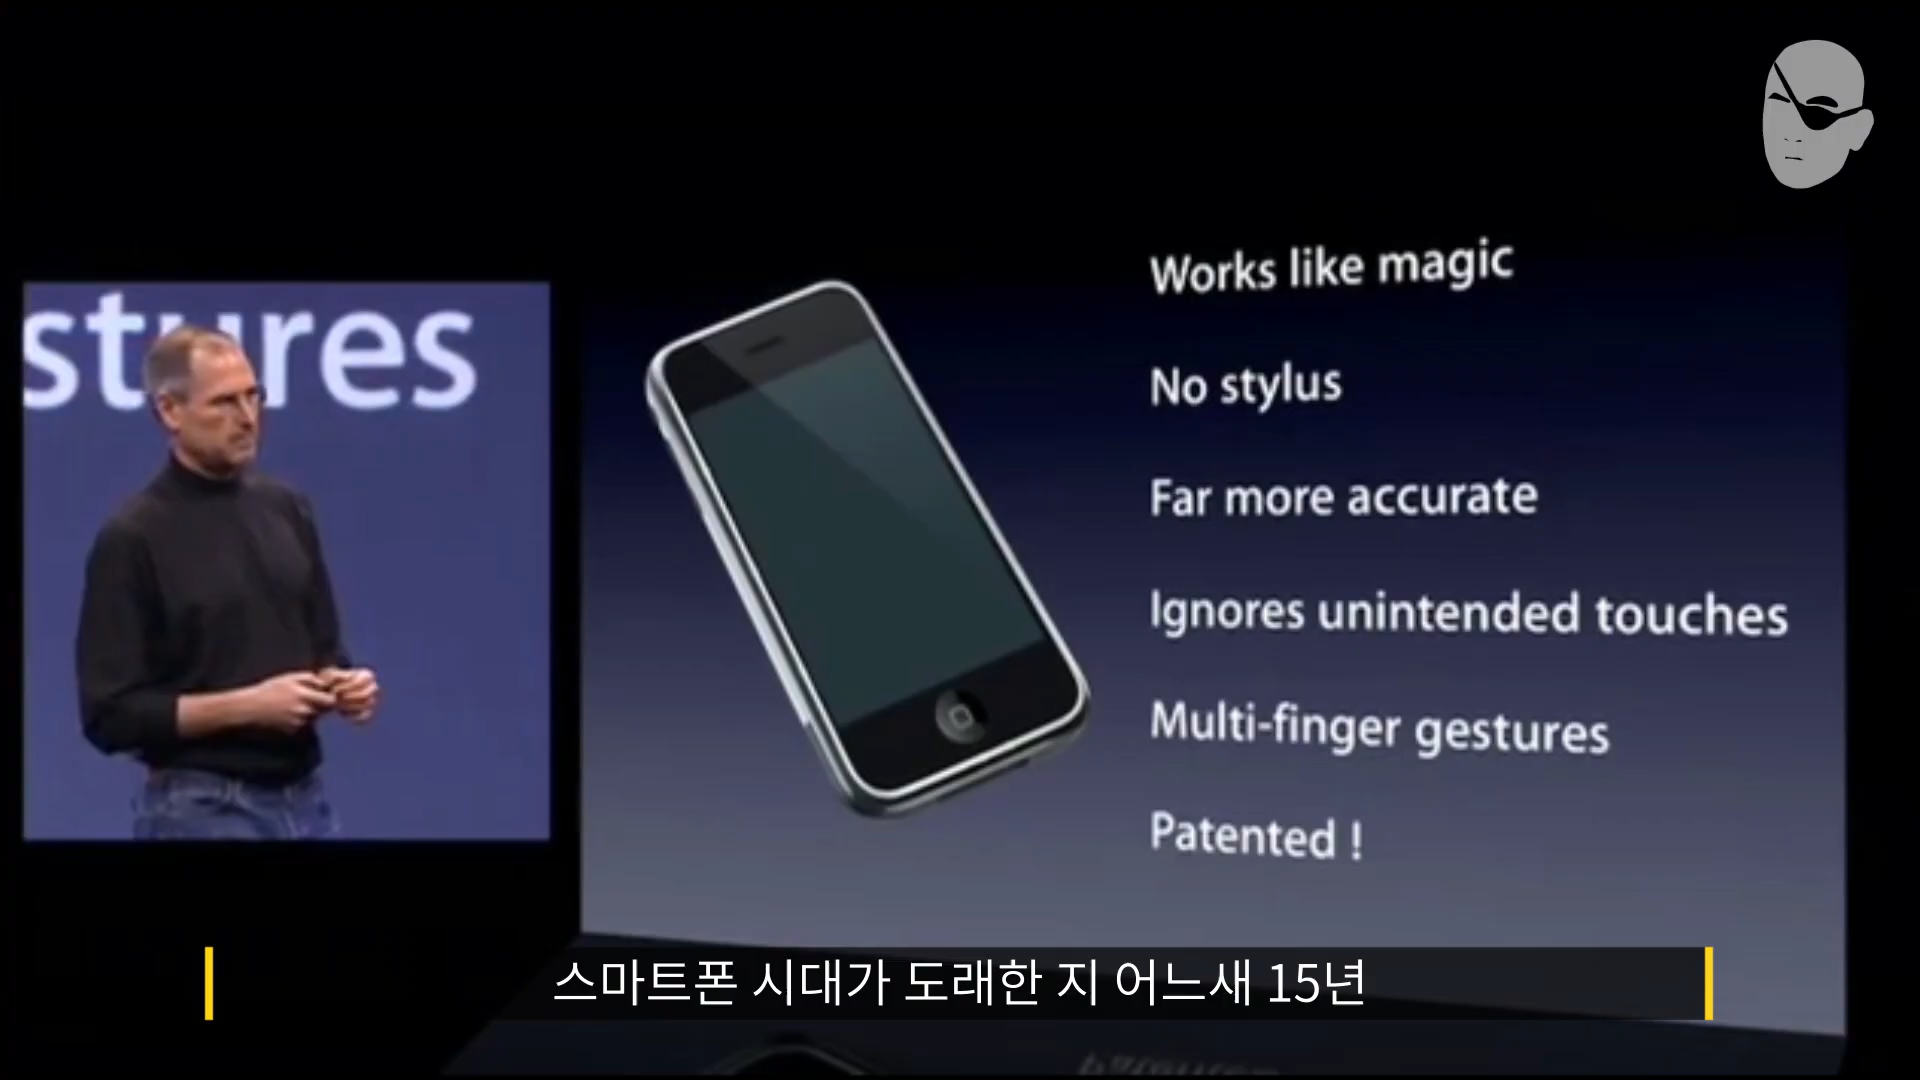 stures
Works like magic
No stylus
Far more accurate
Ignores unintended touches
Multi-finger gestures
Patented !
스마트폰 시대가 도래한 지 어느새 15년